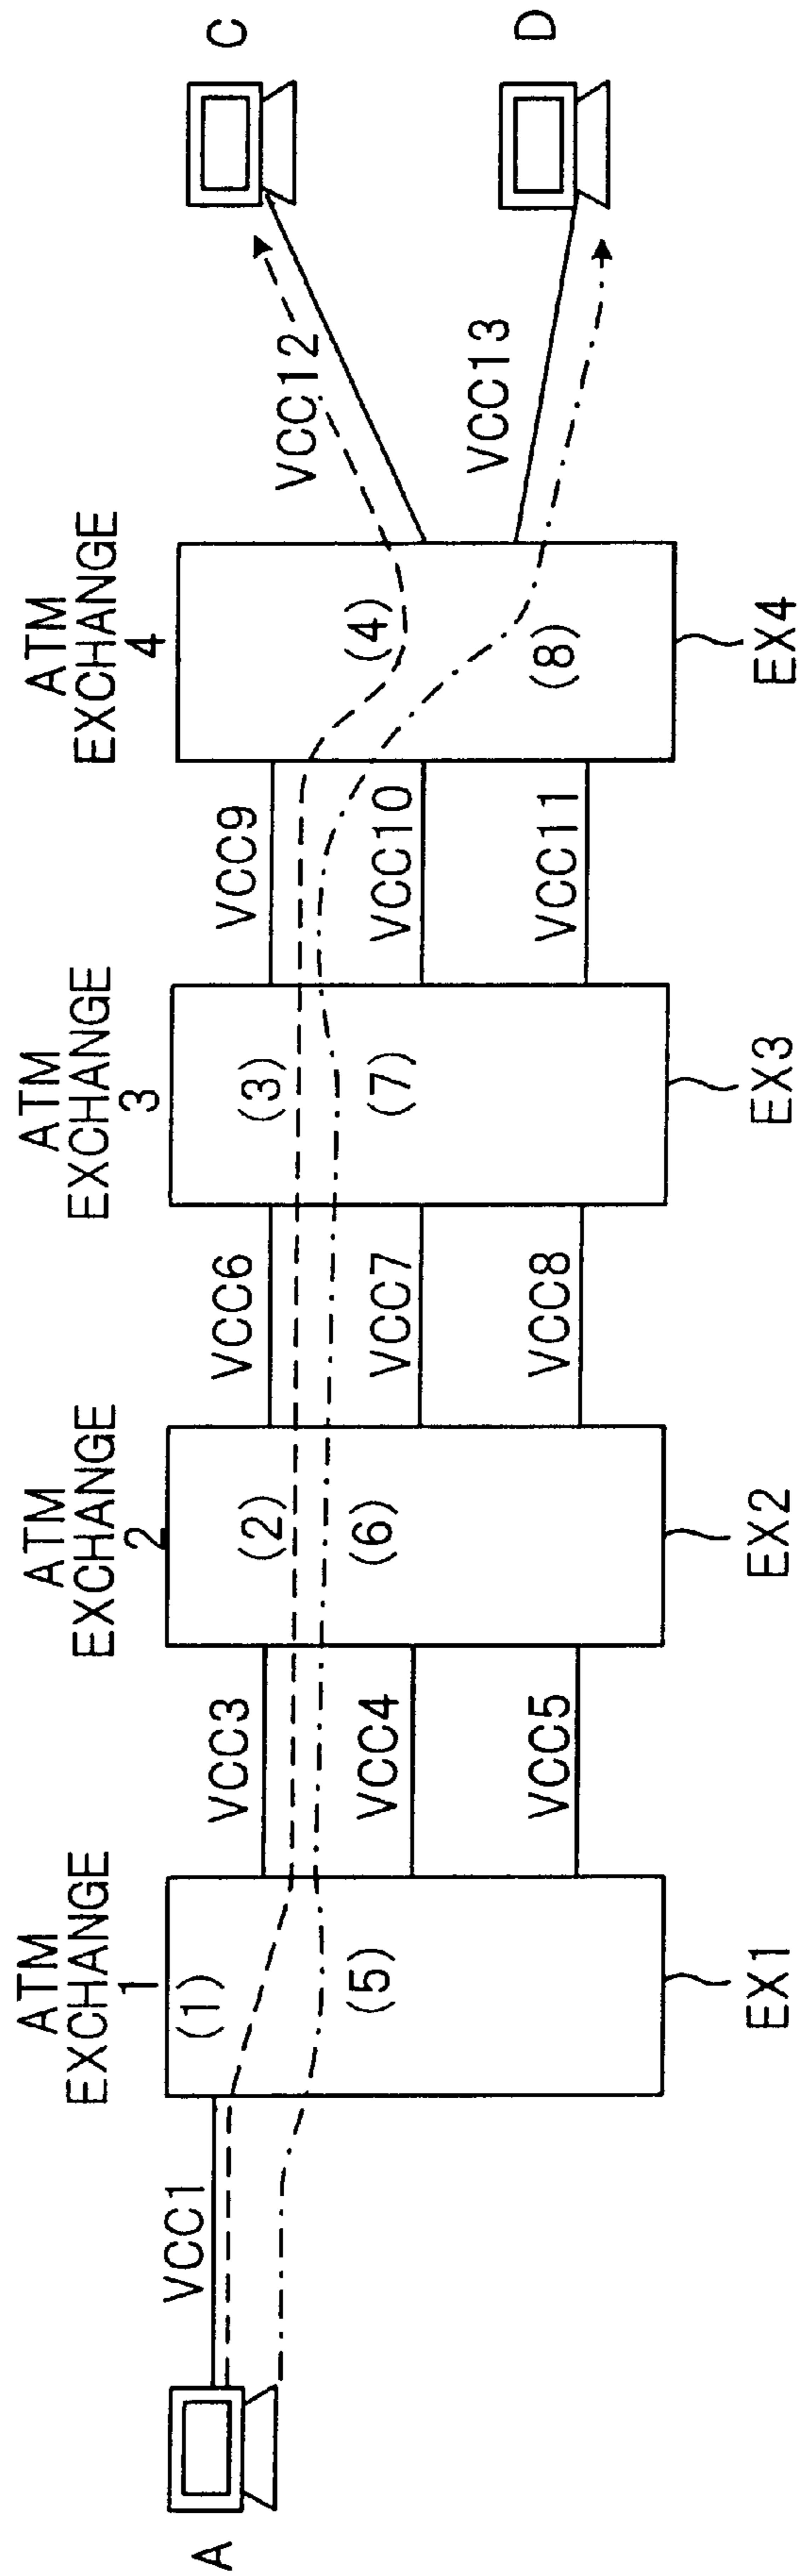 A
VCC1
ATM
EXCHANGE
1
(1)
(5)
EX1
VCC3
VCC4
VCC5
ATM
EXCHANGE
2
(2)
(6)
EX2
VCC6
VCC7
VCC8
ATM
EXCHANGE
3
(3)
(7)
EX3
VCC9
VCC10
VCC11
ATM
EXCHANGE
4
(4)
(8)
EX4
VCC12
VCC13
C
D